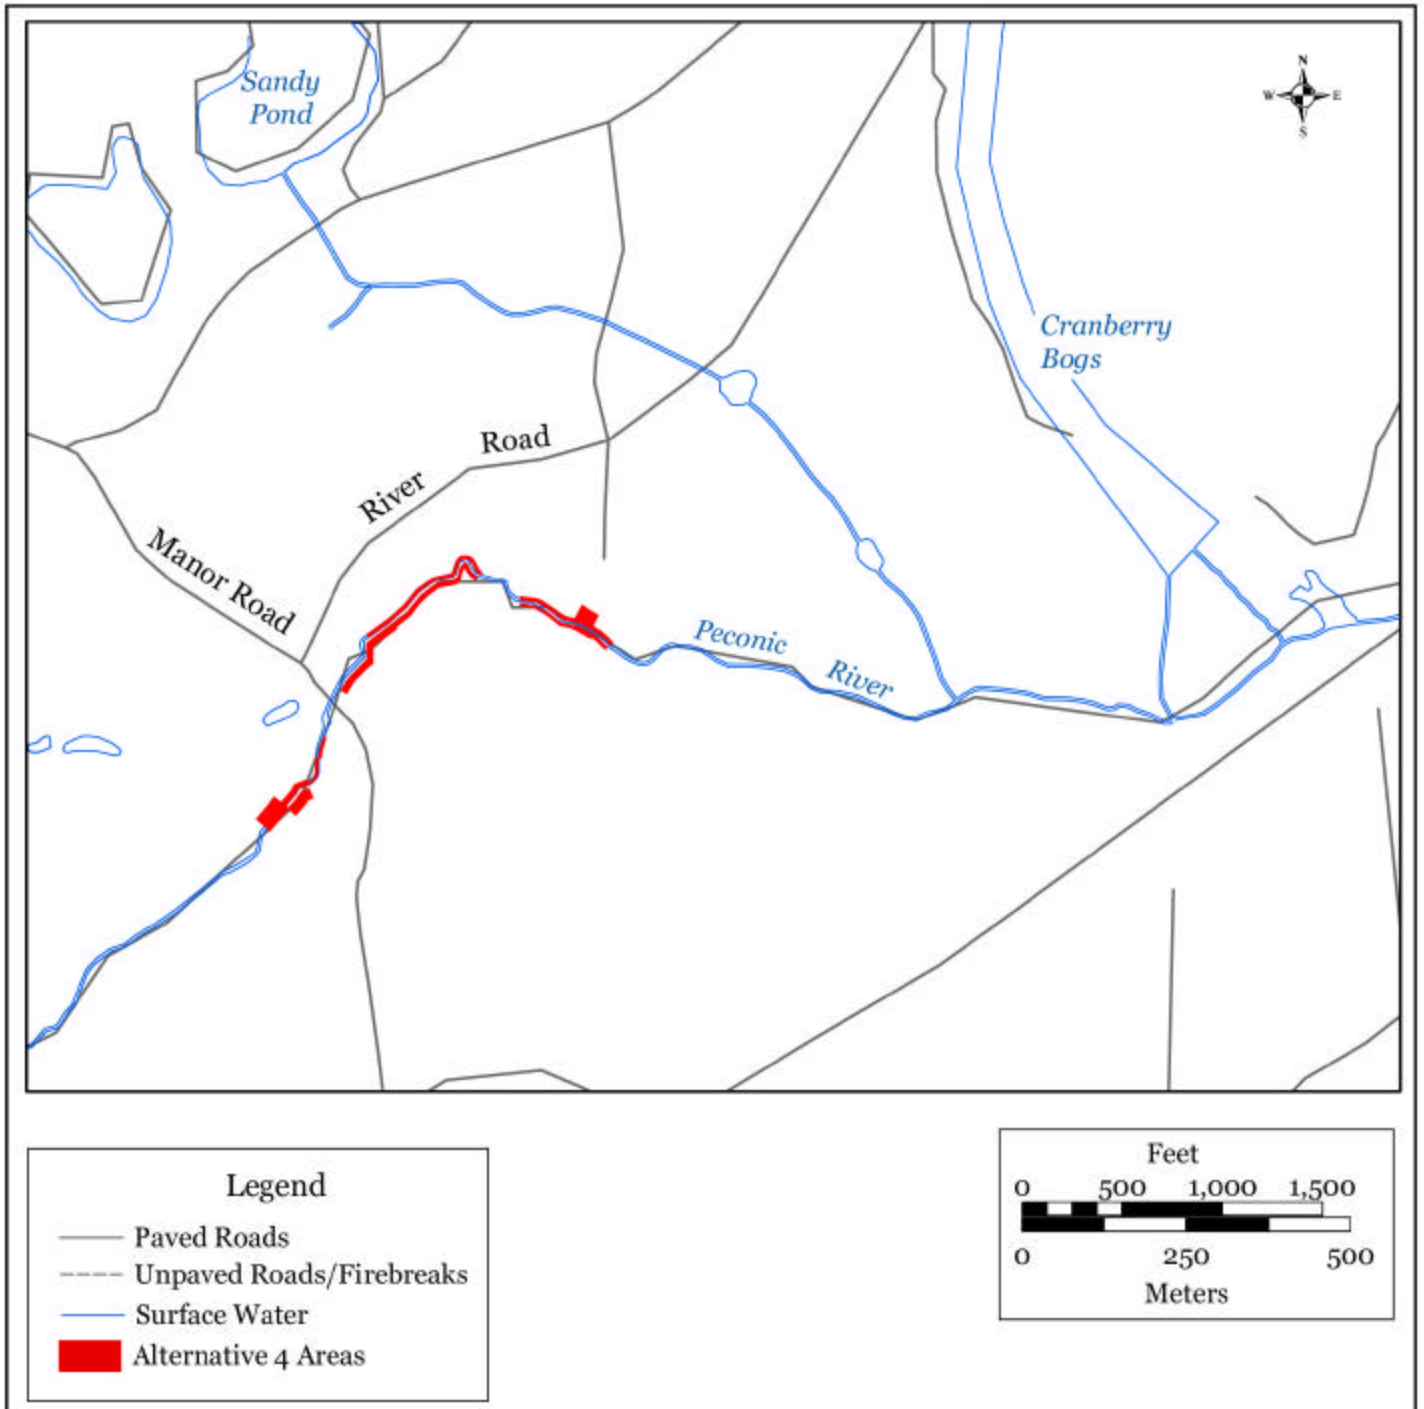 Sandy
Pond
N
W E
S
Cranberry
Bogs
Road
River
Manor Road
Peconic
River
Legend
Paved Roads
Unpaved Roads/Firebreaks
Surface Water
Alternative 4 Areas
Feet
0 500 1,000 1,500
0 250 500
Meters